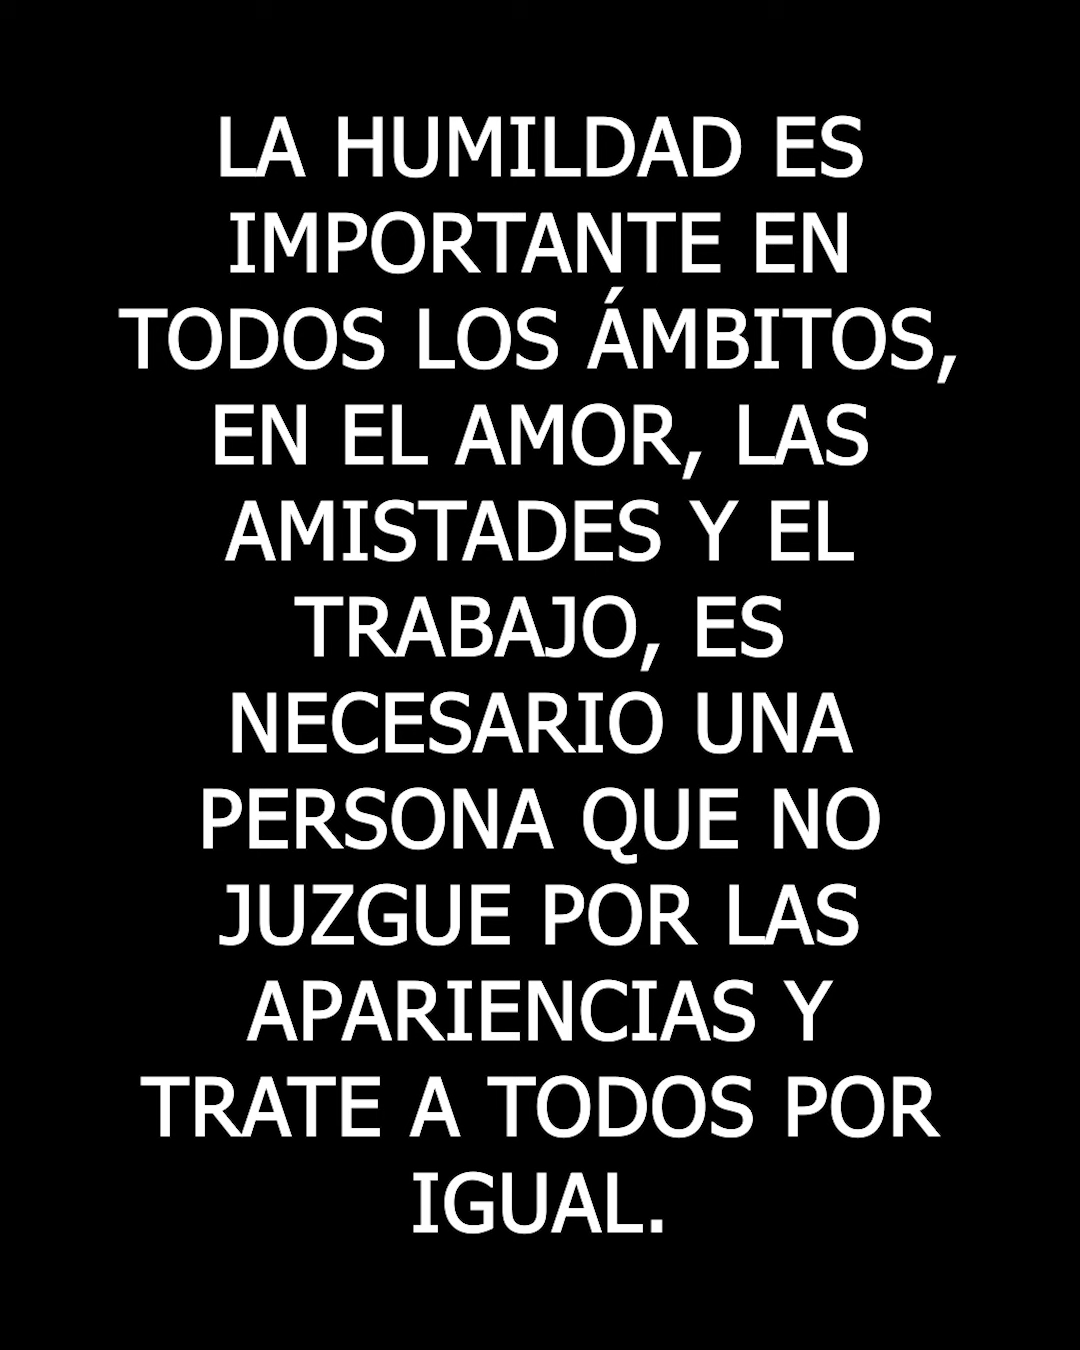 LA HUMILDAD ES
IMPORTANTE EN
TODOS LOS ÁMBITOS,
EN EL AMOR, LAS
AMISTADES Y EL
TRABAJO, ES
NECESARIO UNA
PERSONA QUE NO
JUZGUE POR LAS
APARIENCIAS Y
TRATE A TODOS POR
IGUAL.